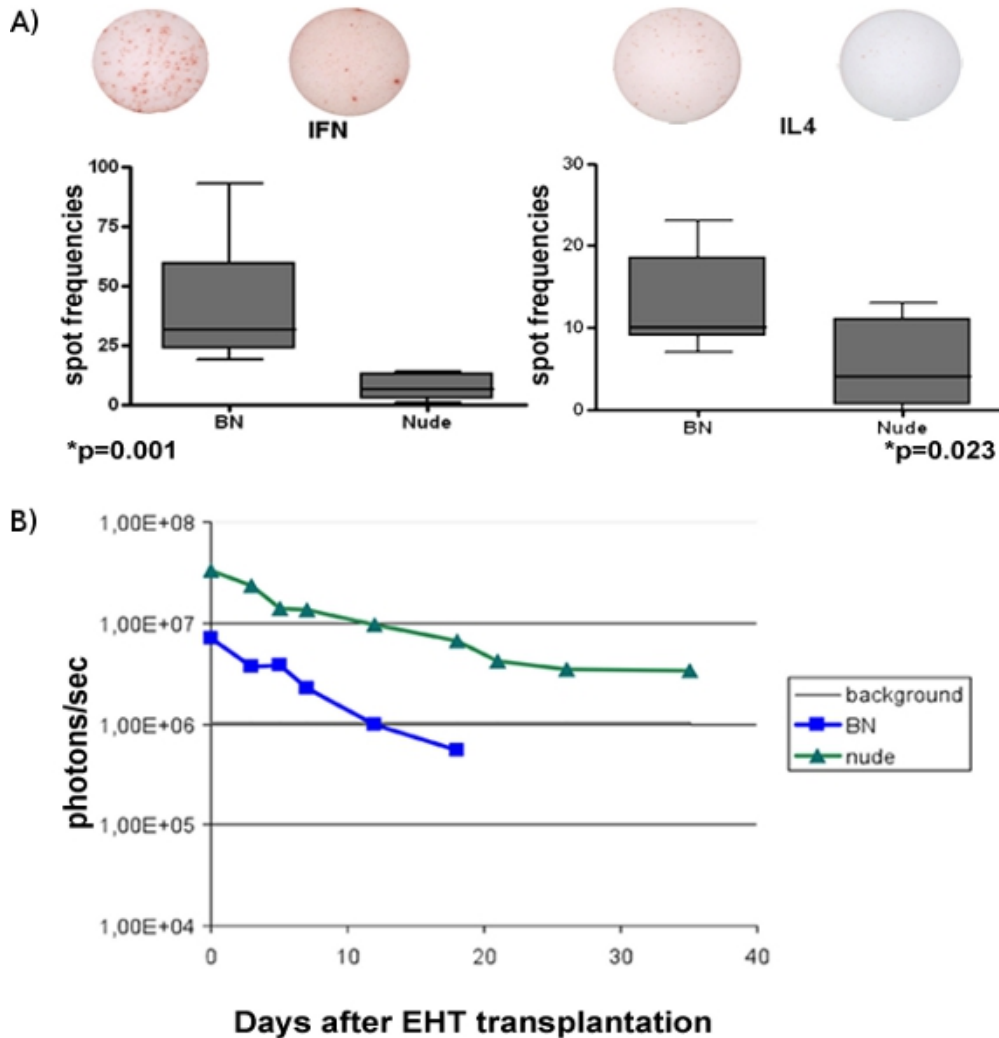 A)
IFN
IL4
spot frequencies
100
75
50
25
0
BN
Nude
*p=0.001
spot frequencies
30
20
10
0
BN
Nude
*p=0.023
B)
photons/sec
1,00E+08
1,00E+07
1,00E+06
1,00E+05
1,00E+04
0
10
20
30
40
Days after EHT transplantation
background
BN
nude